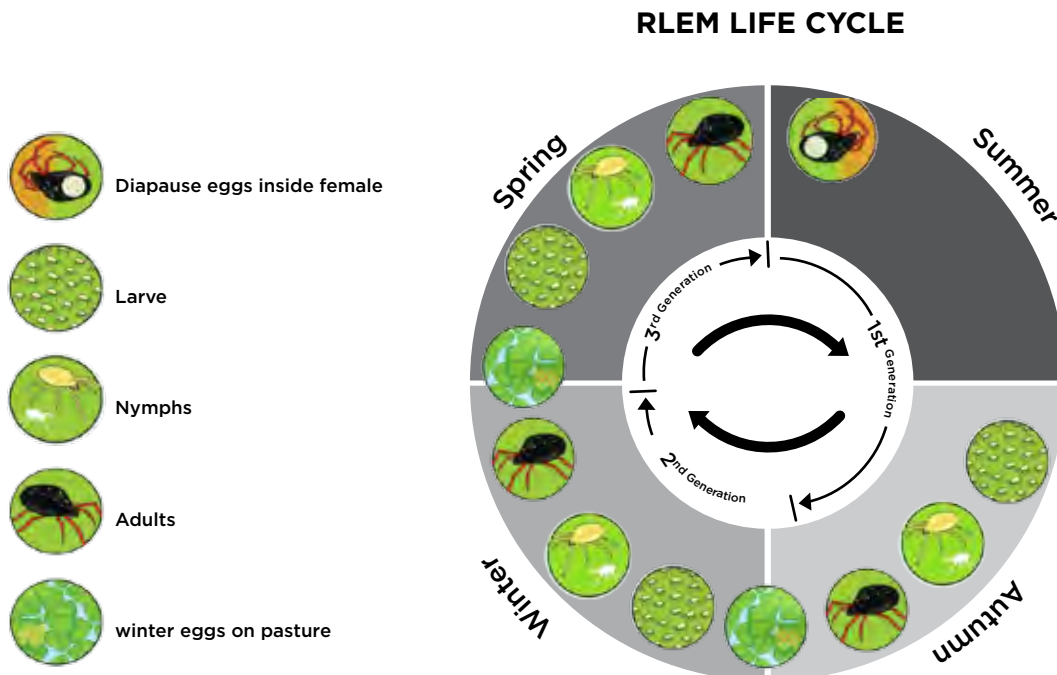 RLEM LIFE CYCLE
Diapause eggs inside female
Larve
Nymphs
Adults
winter eggs on pasture
Spring
Summer
Autumn
Winter
1st Generation
2nd Generation
3rd Generation